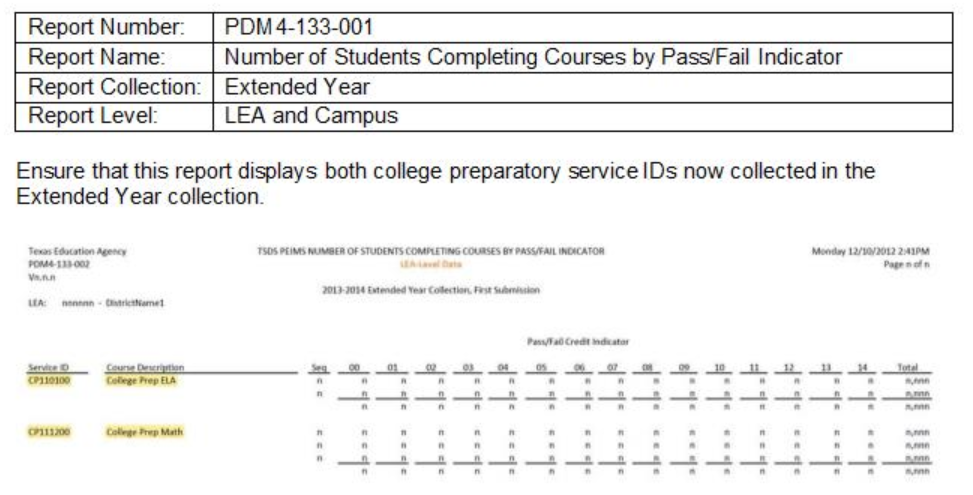 Report Number: PDM4-133-001
Report Name: Number of Students Completing Courses by Pass/Fail Indicator
Report Collection: Extended Year
Report Level: LEA and Campus
Ensure that this report displays both college preparatory service IDs now collected in the
Extended Year collection.
Texas Education Agency TSDS PEIMS NUMBER OF STUDENTS COMPLETING COURSES BY PASS/FAIL INDICATOR Monday 12/10/2012 2:41PM
PDM4-133-002 LEA-Level Data Page n of n
Vn.n.n
2013-2014 Extended Year Collection, First Submission
LEA: nnnnnn - DistrictName1
Pass/Fail Credit Indicator
Service ID Course Description Seq 00 01 02 03 04 05 06 07 08 09 10 11 12 13 14 Total
CP110100 College Prep ELA n n n n n n n n n n n n n n n n n,nnn
n n n n n n n n n n n n n n n n n,nnn
n n n n n n n n n n n n n n n n,nnn
CP111200 College Prep Math n n n n n n n n n n n n n n n n n,nnn
n n n n n n n n n n n n n n n n n,nnn
n n n n n n n n n n n n n n n n n,nnn
n n n n n n n n n n n n n n n n,nnn